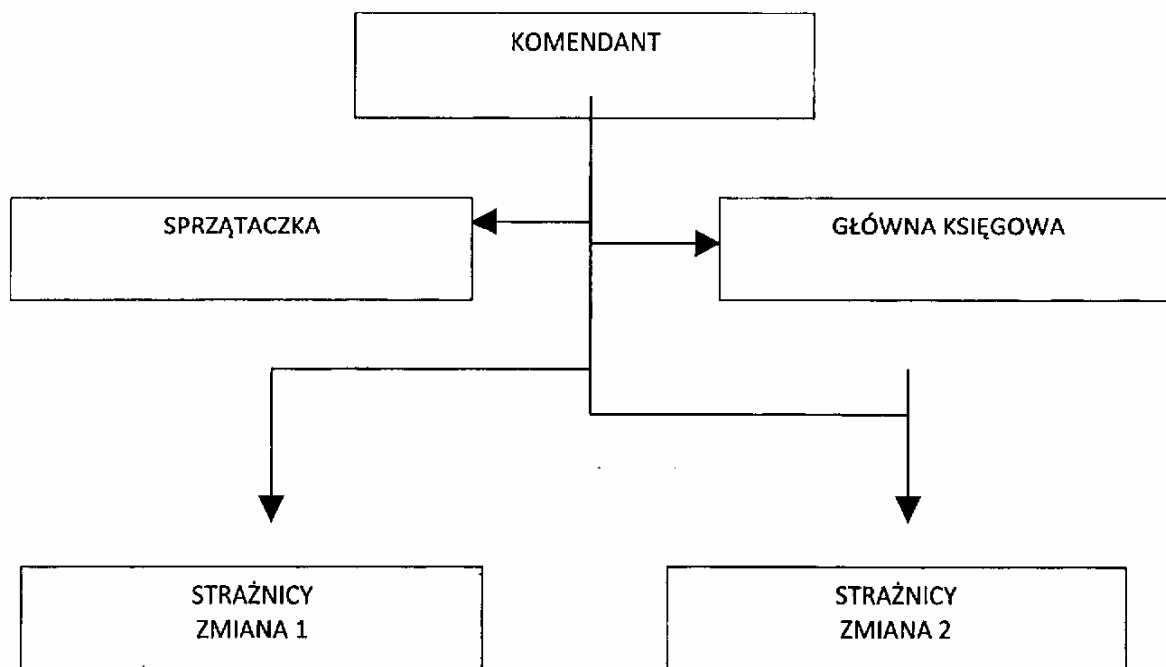 KOMENDANT
SPRZĄTACZKA
GŁÓWNA KSIĘGOWA
STRAŻNICY
ZMIANA 1
STRAŻNICY
ZMIANA 2